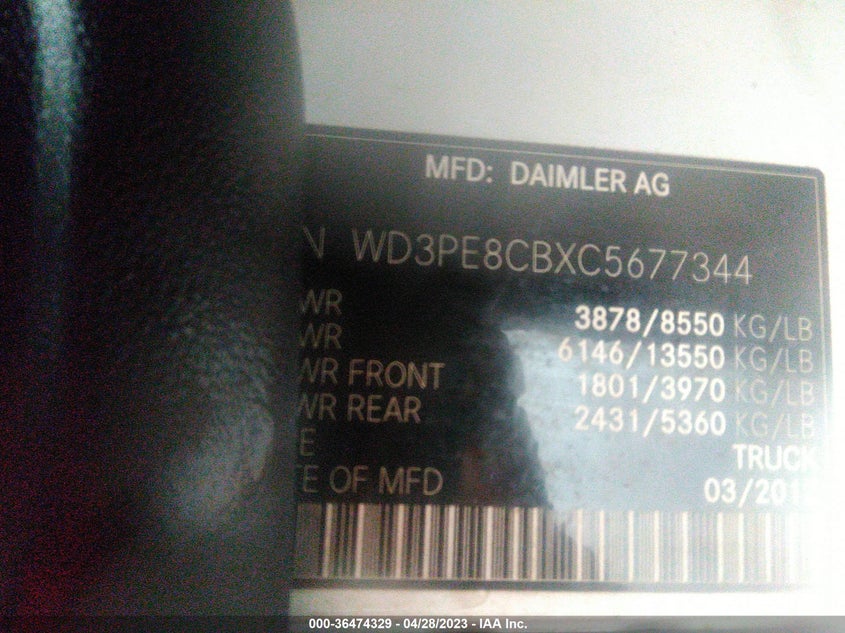 MFD: DAIMLER AG
N WD3PE8CBXC5677344
WR 3878/8550 KG/LB
WR 6146/13550 KG/LB
WR FRONT 1801/3970 KG/LB
WR REAR 2431/5360 KG/LB
E TRUCK
E OF MFD 03/2012
000-36474329 - 04/28/2023 - IAA Inc.